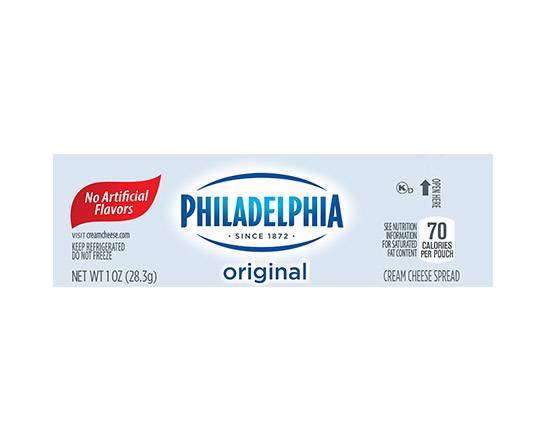 No Artificial
Flavors
VISIT creamcheese.com
KEEP REFRIGERATED
DO NOT FREEZE
NET WT 1 OZ (28.3g)
PHILADELPHIA
• SINCE 1872 •
original
K D
OPEN HERE
SEE NUTRITION
INFORMATION
FOR SATURATED
FAT CONTENT
70
CALORIES
PER POUCH
CREAM CHEESE SPREAD